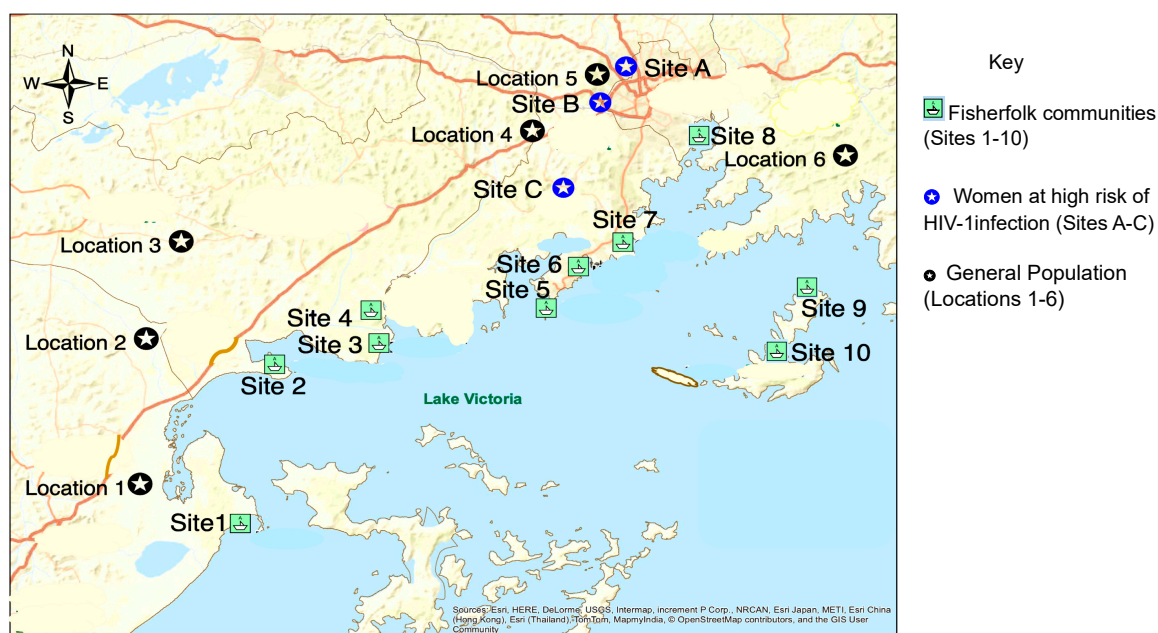 N
W E
S
Location 5
Site A
Site B
Location 4
Site 8
Location 6
Site C
Site 7
Location 3
Site 6
Site 5
Site 9
Site 4
Location 2
Site 3
Site 10
Site 2
Lake Victoria
Location 1
Site1
Sources: Esri, HERE, DeLorme, USGS, Intermap, increment P Corp., NRCAN, Esri Japan, METI, Esri China
(Hong Kong), Esri (Thailand), TomTom, MapmyIndia, © OpenStreetMap contributors, and the GIS User
Community
Key
Fisherfolk communities
(Sites 1-10)
Women at high risk of
HIV-1infection (Sites A-C)
General Population
(Locations 1-6)